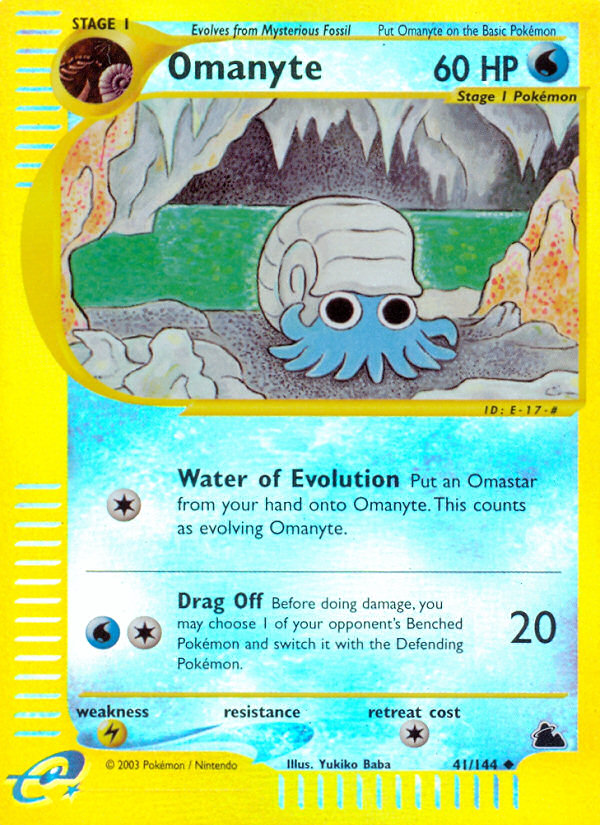 STAGE 1
Evolves from Mysterious Fossil
Put Omanyte on the Basic Pokémon
Omanyte
60 HP
Stage 1 Pokémon
ID: E-17-#
Water of Evolution Put an Omastar
from your hand onto Omanyte. This counts
as evolving Omanyte.
Drag Off Before doing damage, you
may choose 1 of your opponent's Benched
Pokémon and switch it with the Defending
Pokémon.
20
weakness
resistance
retreat cost
© 2003 Pokémon / Nintendo
Illus. Yukiko Baba
41/144
e